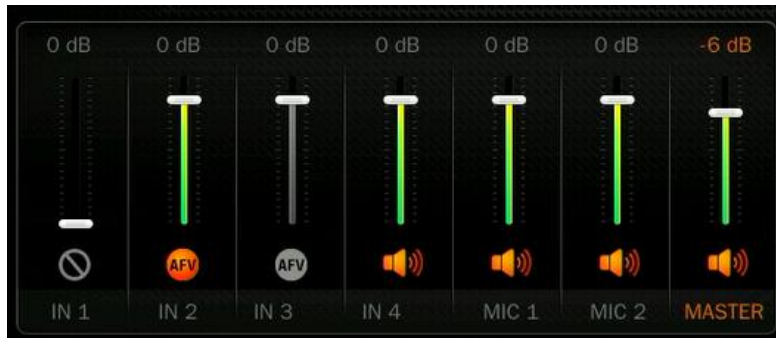 0 dB 0 dB 0 dB 0 dB 0 dB 0 dB -6 dB
AFV AFV
IN 1 IN 2 IN 3 IN 4 MIC 1 MIC 2 MASTER